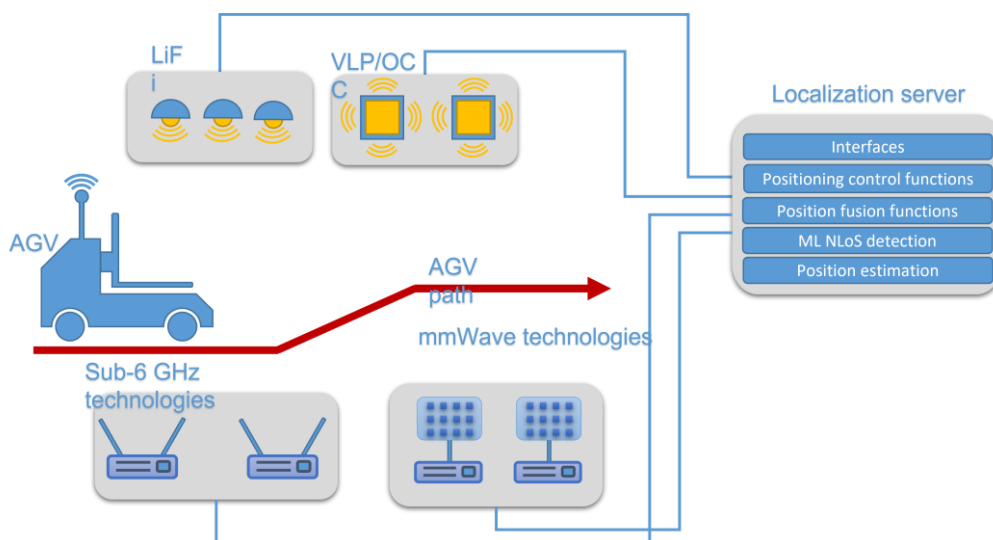 LiF
i
VLP/OC
C
Localization server
Interfaces
Positioning control functions
Position fusion functions
ML NLoS detection
Position estimation
AGV
AGV
path
mmWave technologies
Sub-6 GHz
technologies